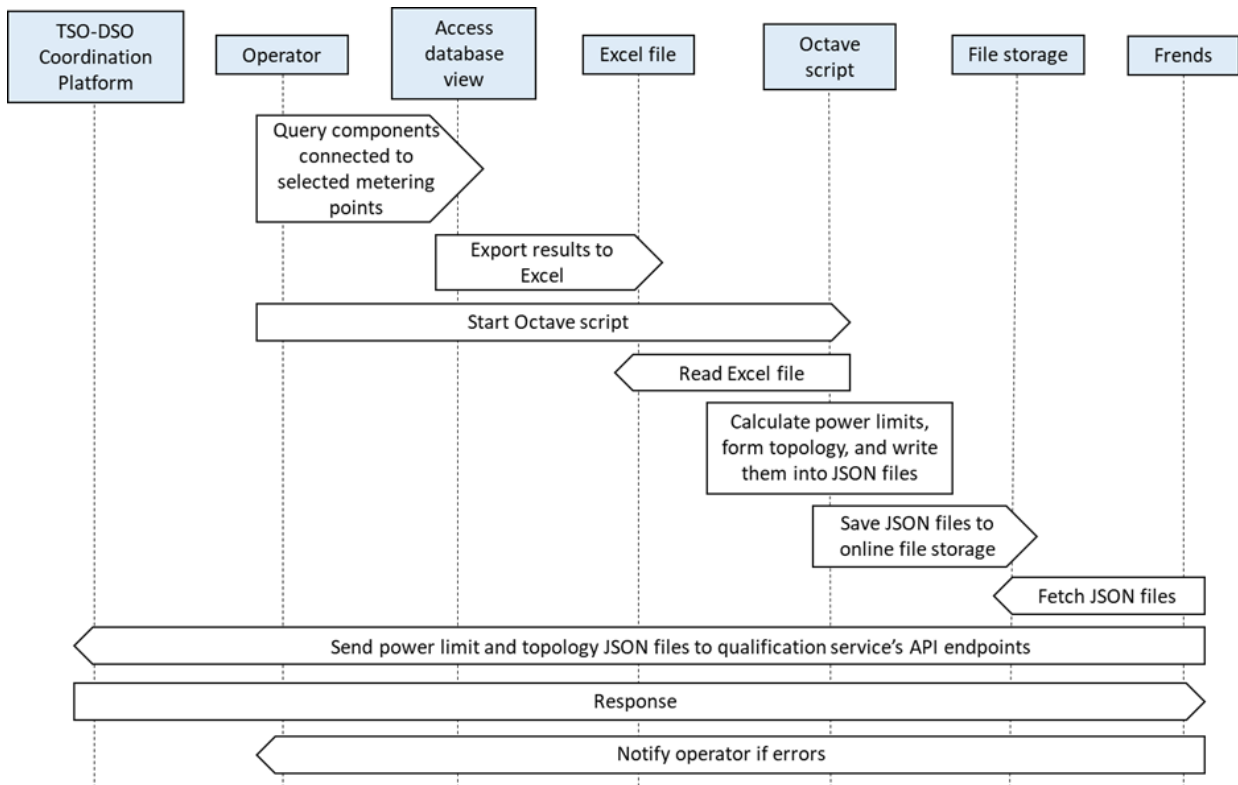 TSO-DSO
Coordination
Platform
Operator
Access
database
view
Excel file
Octave
script
File storage
Frends
Query components
connected to
selected metering
points
Export results to
Excel
Start Octave script
Read Excel file
Calculate power limits,
form topology, and write
them into JSON files
Save JSON files to
online file storage
Fetch JSON files
Send power limit and topology JSON files to qualification service's API endpoints
Response
Notify operator if errors